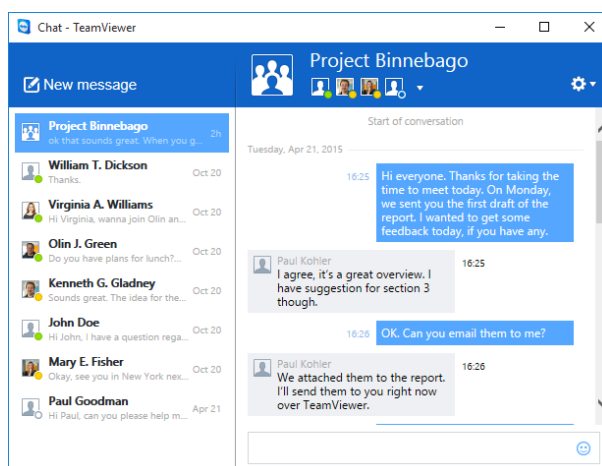 Chat - TeamViewer
New message
Project Binnebago
Project Binnebago
ok that sounds great. When you g...
2h
William T. Dickson
Thanks.
Oct 20
Virginia A. Williams
Hi Virginia, wanna join Olin an...
Oct 20
Olin J. Green
Do you have plans for lunch?...
Oct 20
Kenneth G. Gladney
Sounds great. The idea for the...
Oct 20
John Doe
Hi John, I have a question rega...
Oct 20
Mary E. Fisher
Okay, see you in New York nex...
Oct 20
Paul Goodman
Hi Paul, can you please help m...
Apr 21
Start of conversation
Tuesday, Apr 21, 2015
16:25
Hi everyone. Thanks for taking the
time to meet today. On Monday,
we sent you the first draft of the
report. I wanted to get some
feedback today, if you have any.
Paul Kohler
16:25
I agree, it's a great overview. I
have suggestion for section 3
though.
16:26
OK. Can you email them to me?
Paul Kohler
16:26
We attached them to the report.
I'll send them to you right now
over TeamViewer.